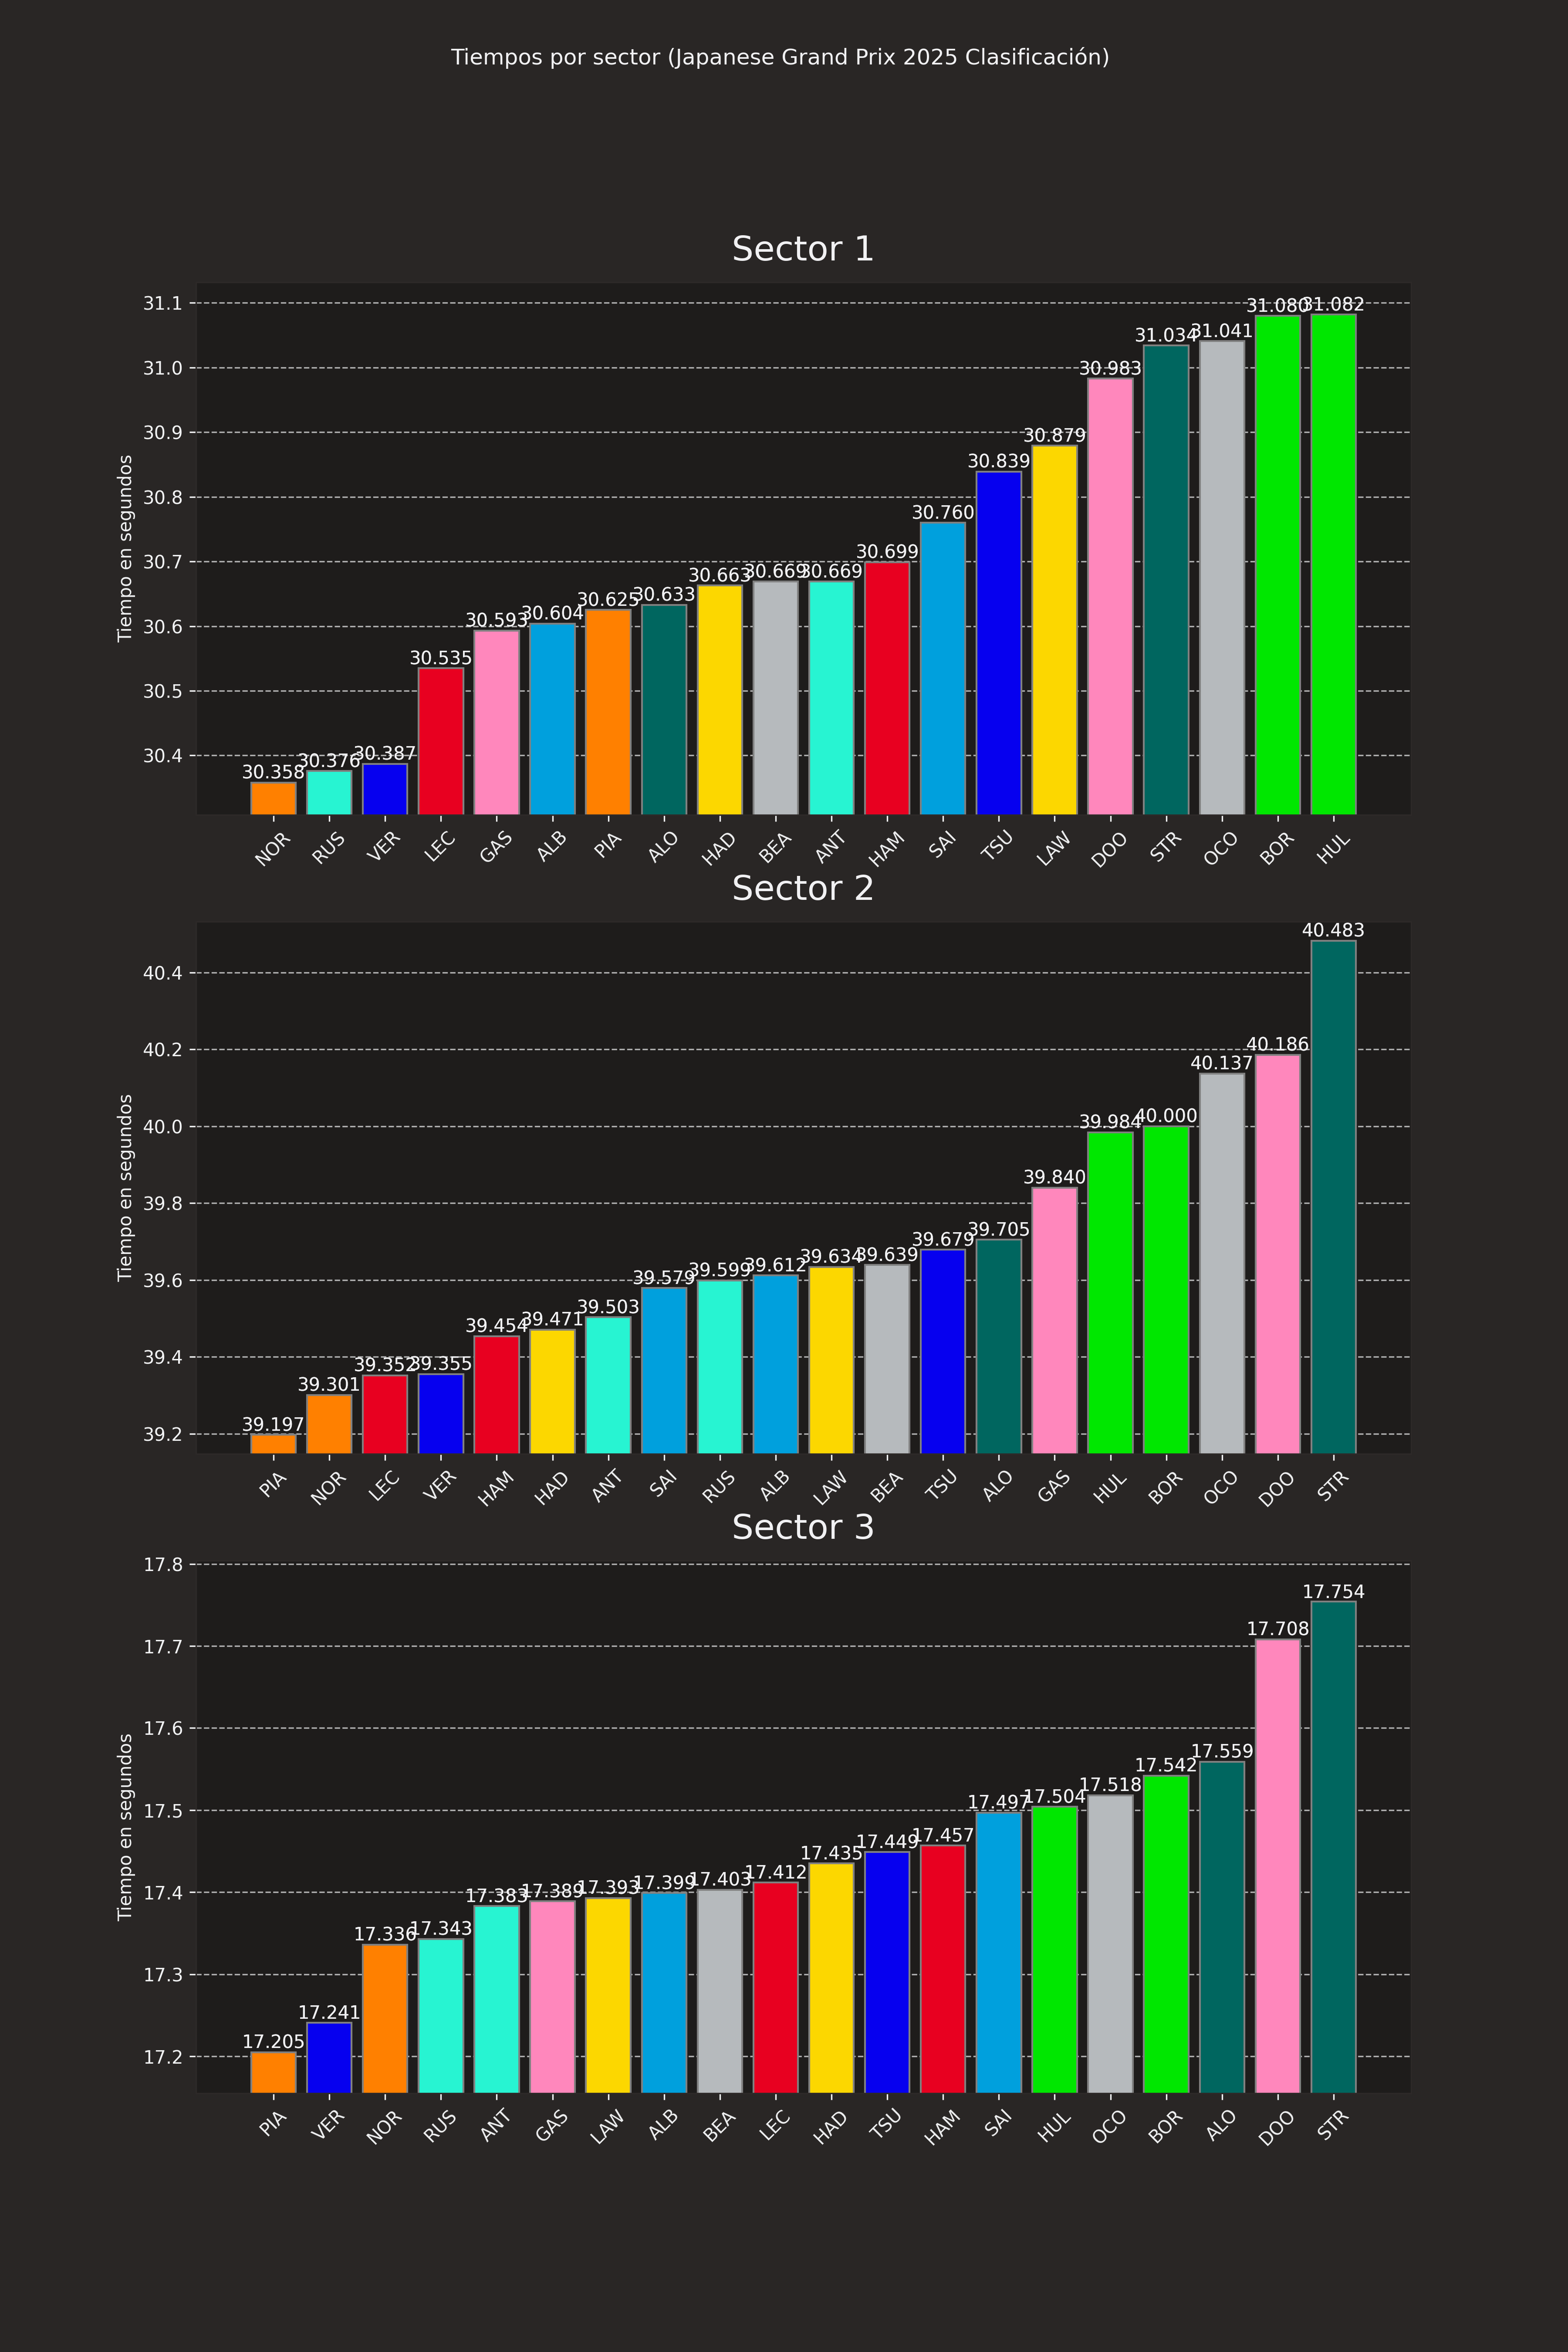 Tiempos por sector (Japanese Grand Prix 2025 Clasificación)
Sector 1
Tiempo en segundos
31.1
31.0
30.9
30.8
30.7
30.6
30.5
30.4
30.358 30.376 30.387 30.535 30.593 30.604 30.625 30.633 30.663 30.669 30.669 30.699 30.760 30.839 30.879 30.983 31.034 31.041 31.080 31.082
NOR RUS VER LEC GAS ALB PIA ALO HAD BEA ANT HAM SAI TSU LAW DOO STR OCO BOR HUL
Sector 2
Tiempo en segundos
40.4
40.2
40.0
39.8
39.6
39.4
39.2
39.197 39.301 39.352 39.355 39.454 39.471 39.503 39.579 39.599 39.612 39.634 39.639 39.679 39.705 39.840 39.984 40.000 40.137 40.186 40.483
PIA NOR LEC VER HAM HAD ANT SAI RUS ALB LAW BEA TSU ALO GAS HUL BOR OCO DOO STR
Sector 3
Tiempo en segundos
17.8
17.7
17.6
17.5
17.4
17.3
17.2
17.205 17.241 17.336 17.343 17.383 17.389 17.393 17.399 17.403 17.412 17.435 17.449 17.457 17.497 17.504 17.518 17.542 17.559 17.708 17.754
PIA VER NOR RUS ANT GAS LAW ALB BEA LEC HAD TSU HAM SAI HUL OCO BOR ALO DOO STR